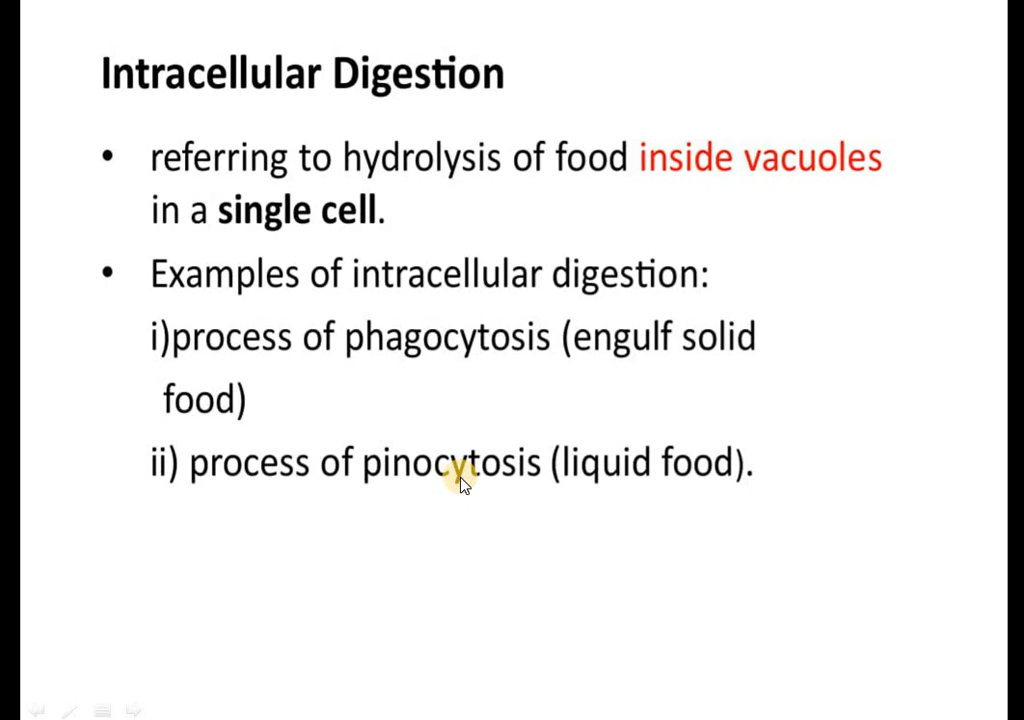 Intracellular Digestion
• referring to hydrolysis of food inside vacuoles
in a single cell.
• Examples of intracellular digestion:
i)process of phagocytosis (engulf solid
food)
ii) process of pinocytosis (liquid food).